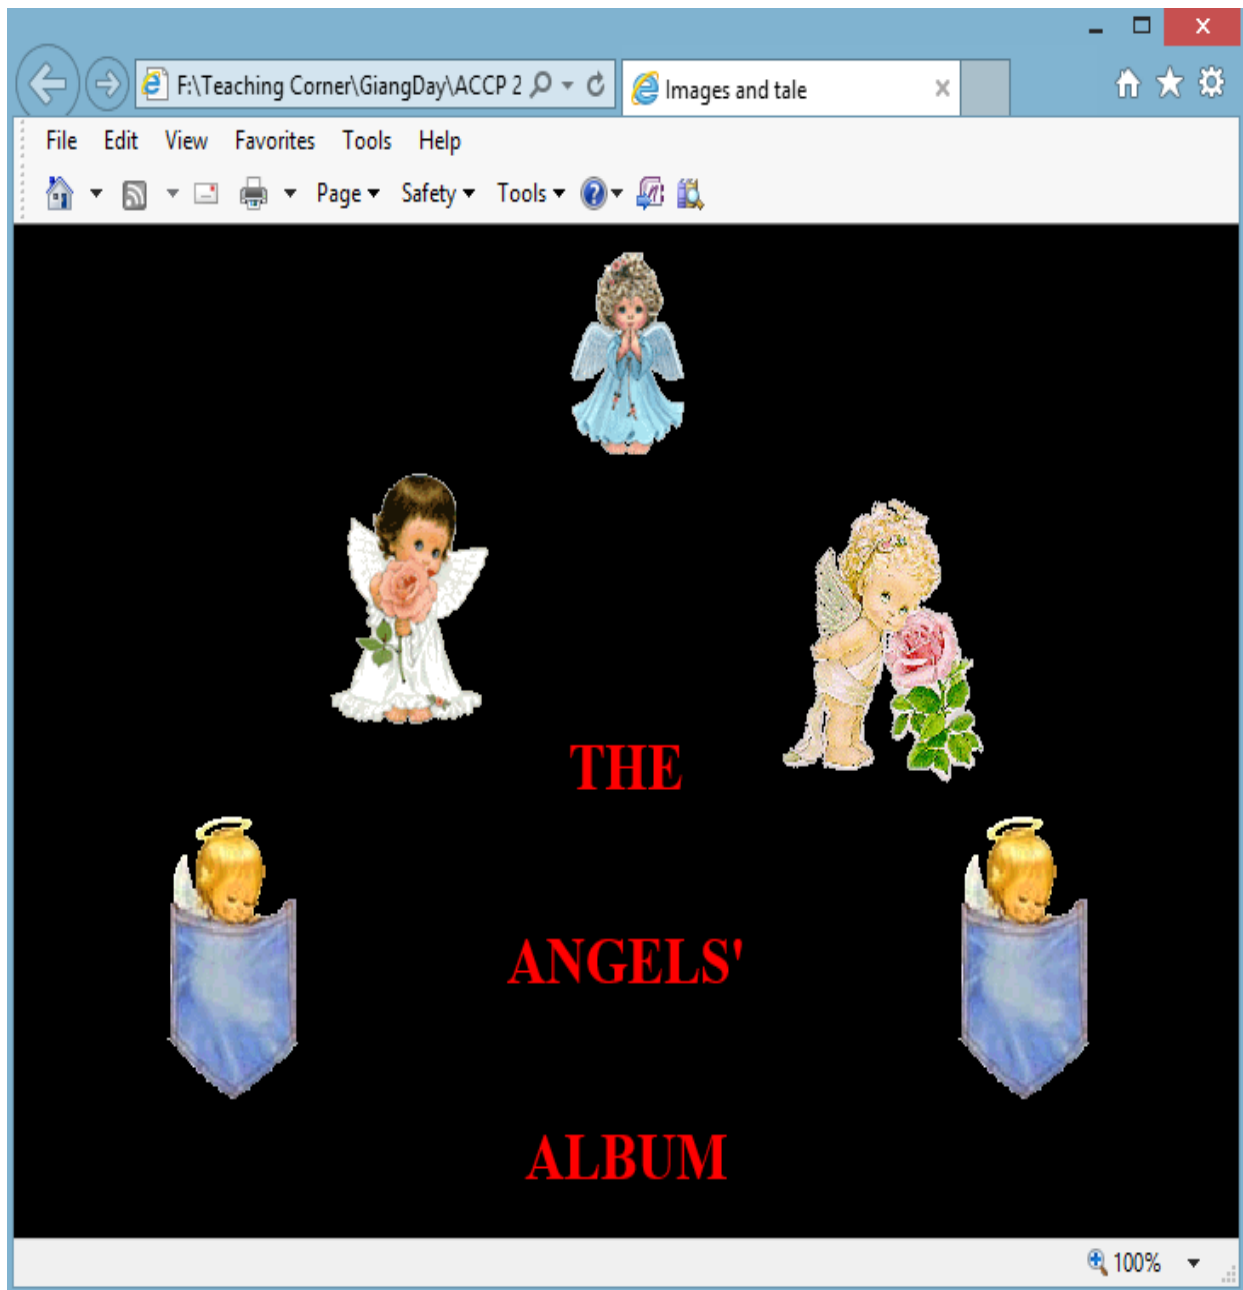 F:\Teaching Corner\GiangDay\ACCP 2
Images and tale
File Edit View Favorites Tools Help
Page Safety Tools
THE
ANGELS'
ALBUM
100%